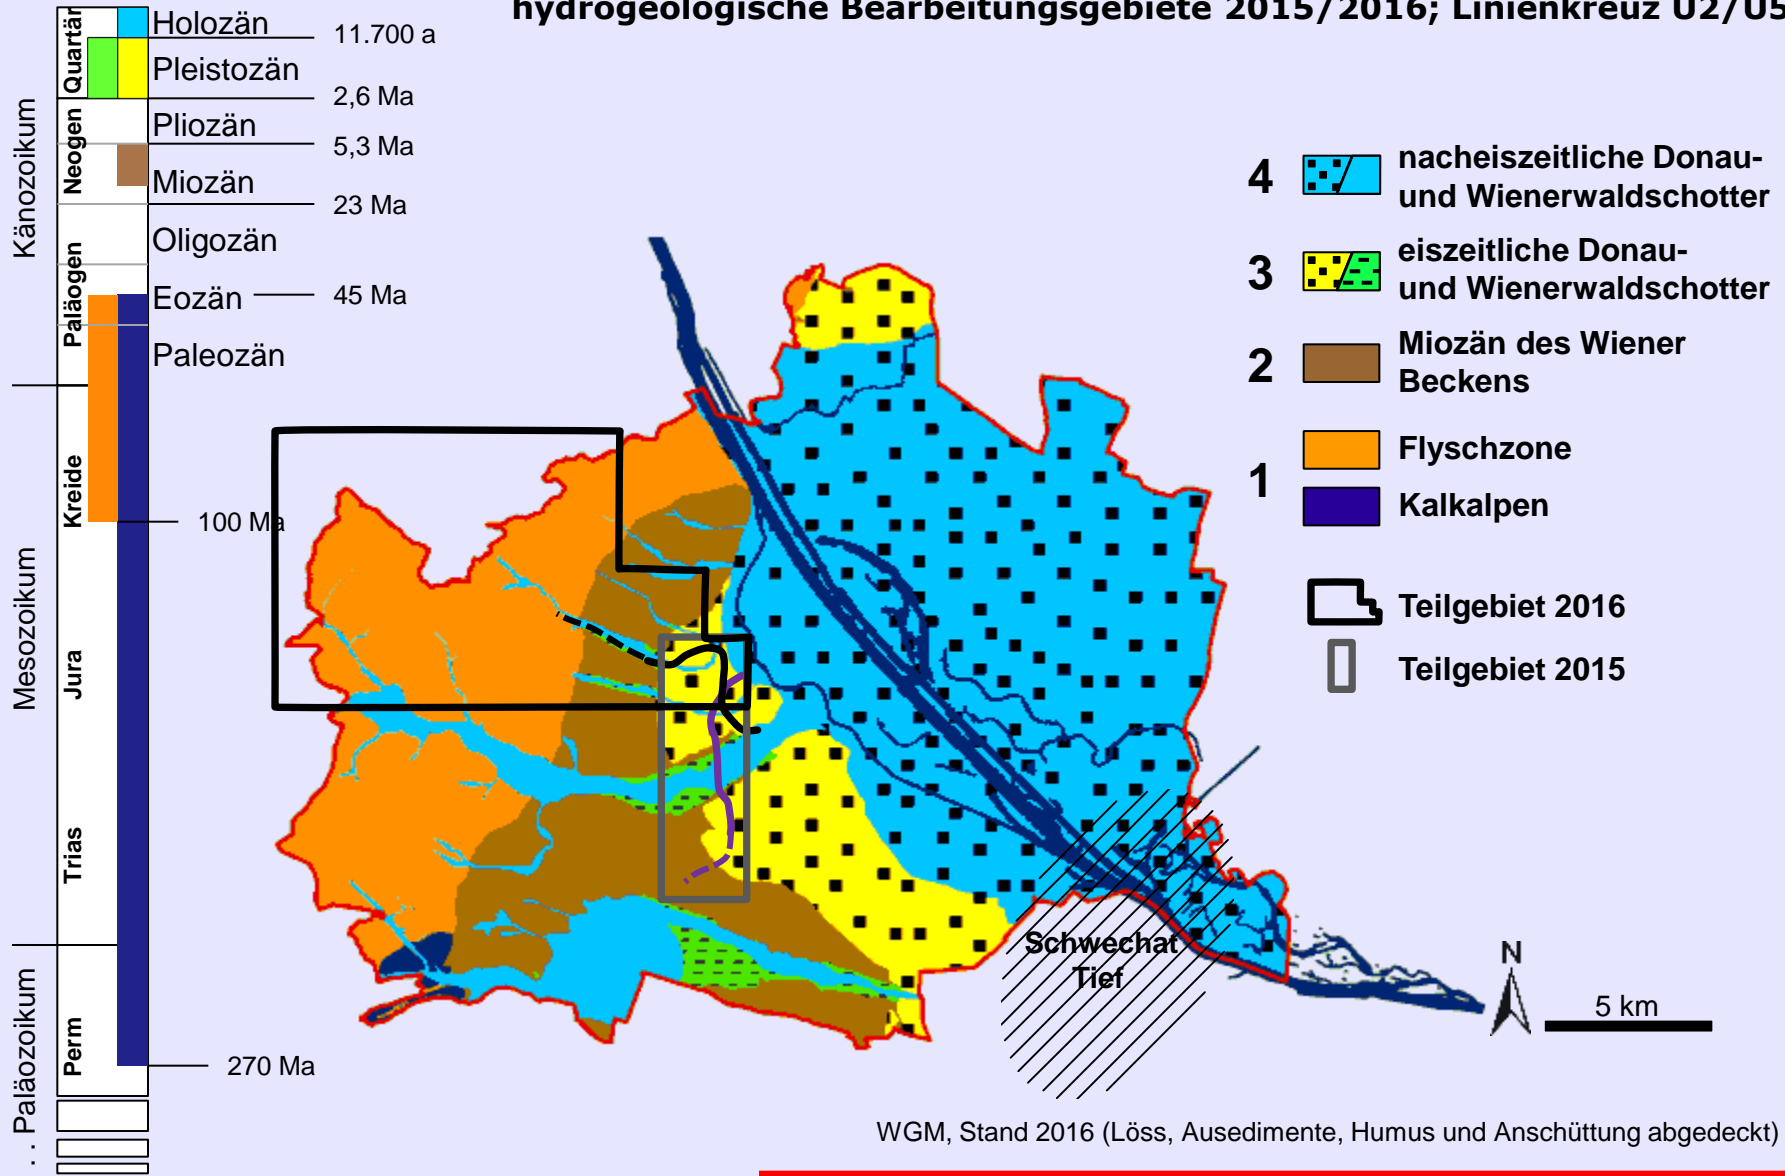 hydrogeologische Bearbeitungsgebiete 2015/2016; Linienkreuz U2/U5
Känozoikum
Mesozoikum
. . Paläozoikum
Quartär
Neogen
Paläogen
Kreide
Jura
Trias
Perm
Holozän
11.700 a
Pleistozän
2,6 Ma
Pliozän
5,3 Ma
Miozän
23 Ma
Oligozän
Eozän
45 Ma
Paleozän
100 Ma
270 Ma
4
nacheiszeitliche Donau-
und Wienerwaldschotter
3
eiszeitliche Donau-
und Wienerwaldschotter
2
Miozän des Wiener
Beckens
1
Flyschzone
Kalkalpen
Teilgebiet 2016
Teilgebiet 2015
Schwechat
Tief
N
5 km
WGM, Stand 2016 (Löss, Ausedimente, Humus und Anschüttung abgedeckt)